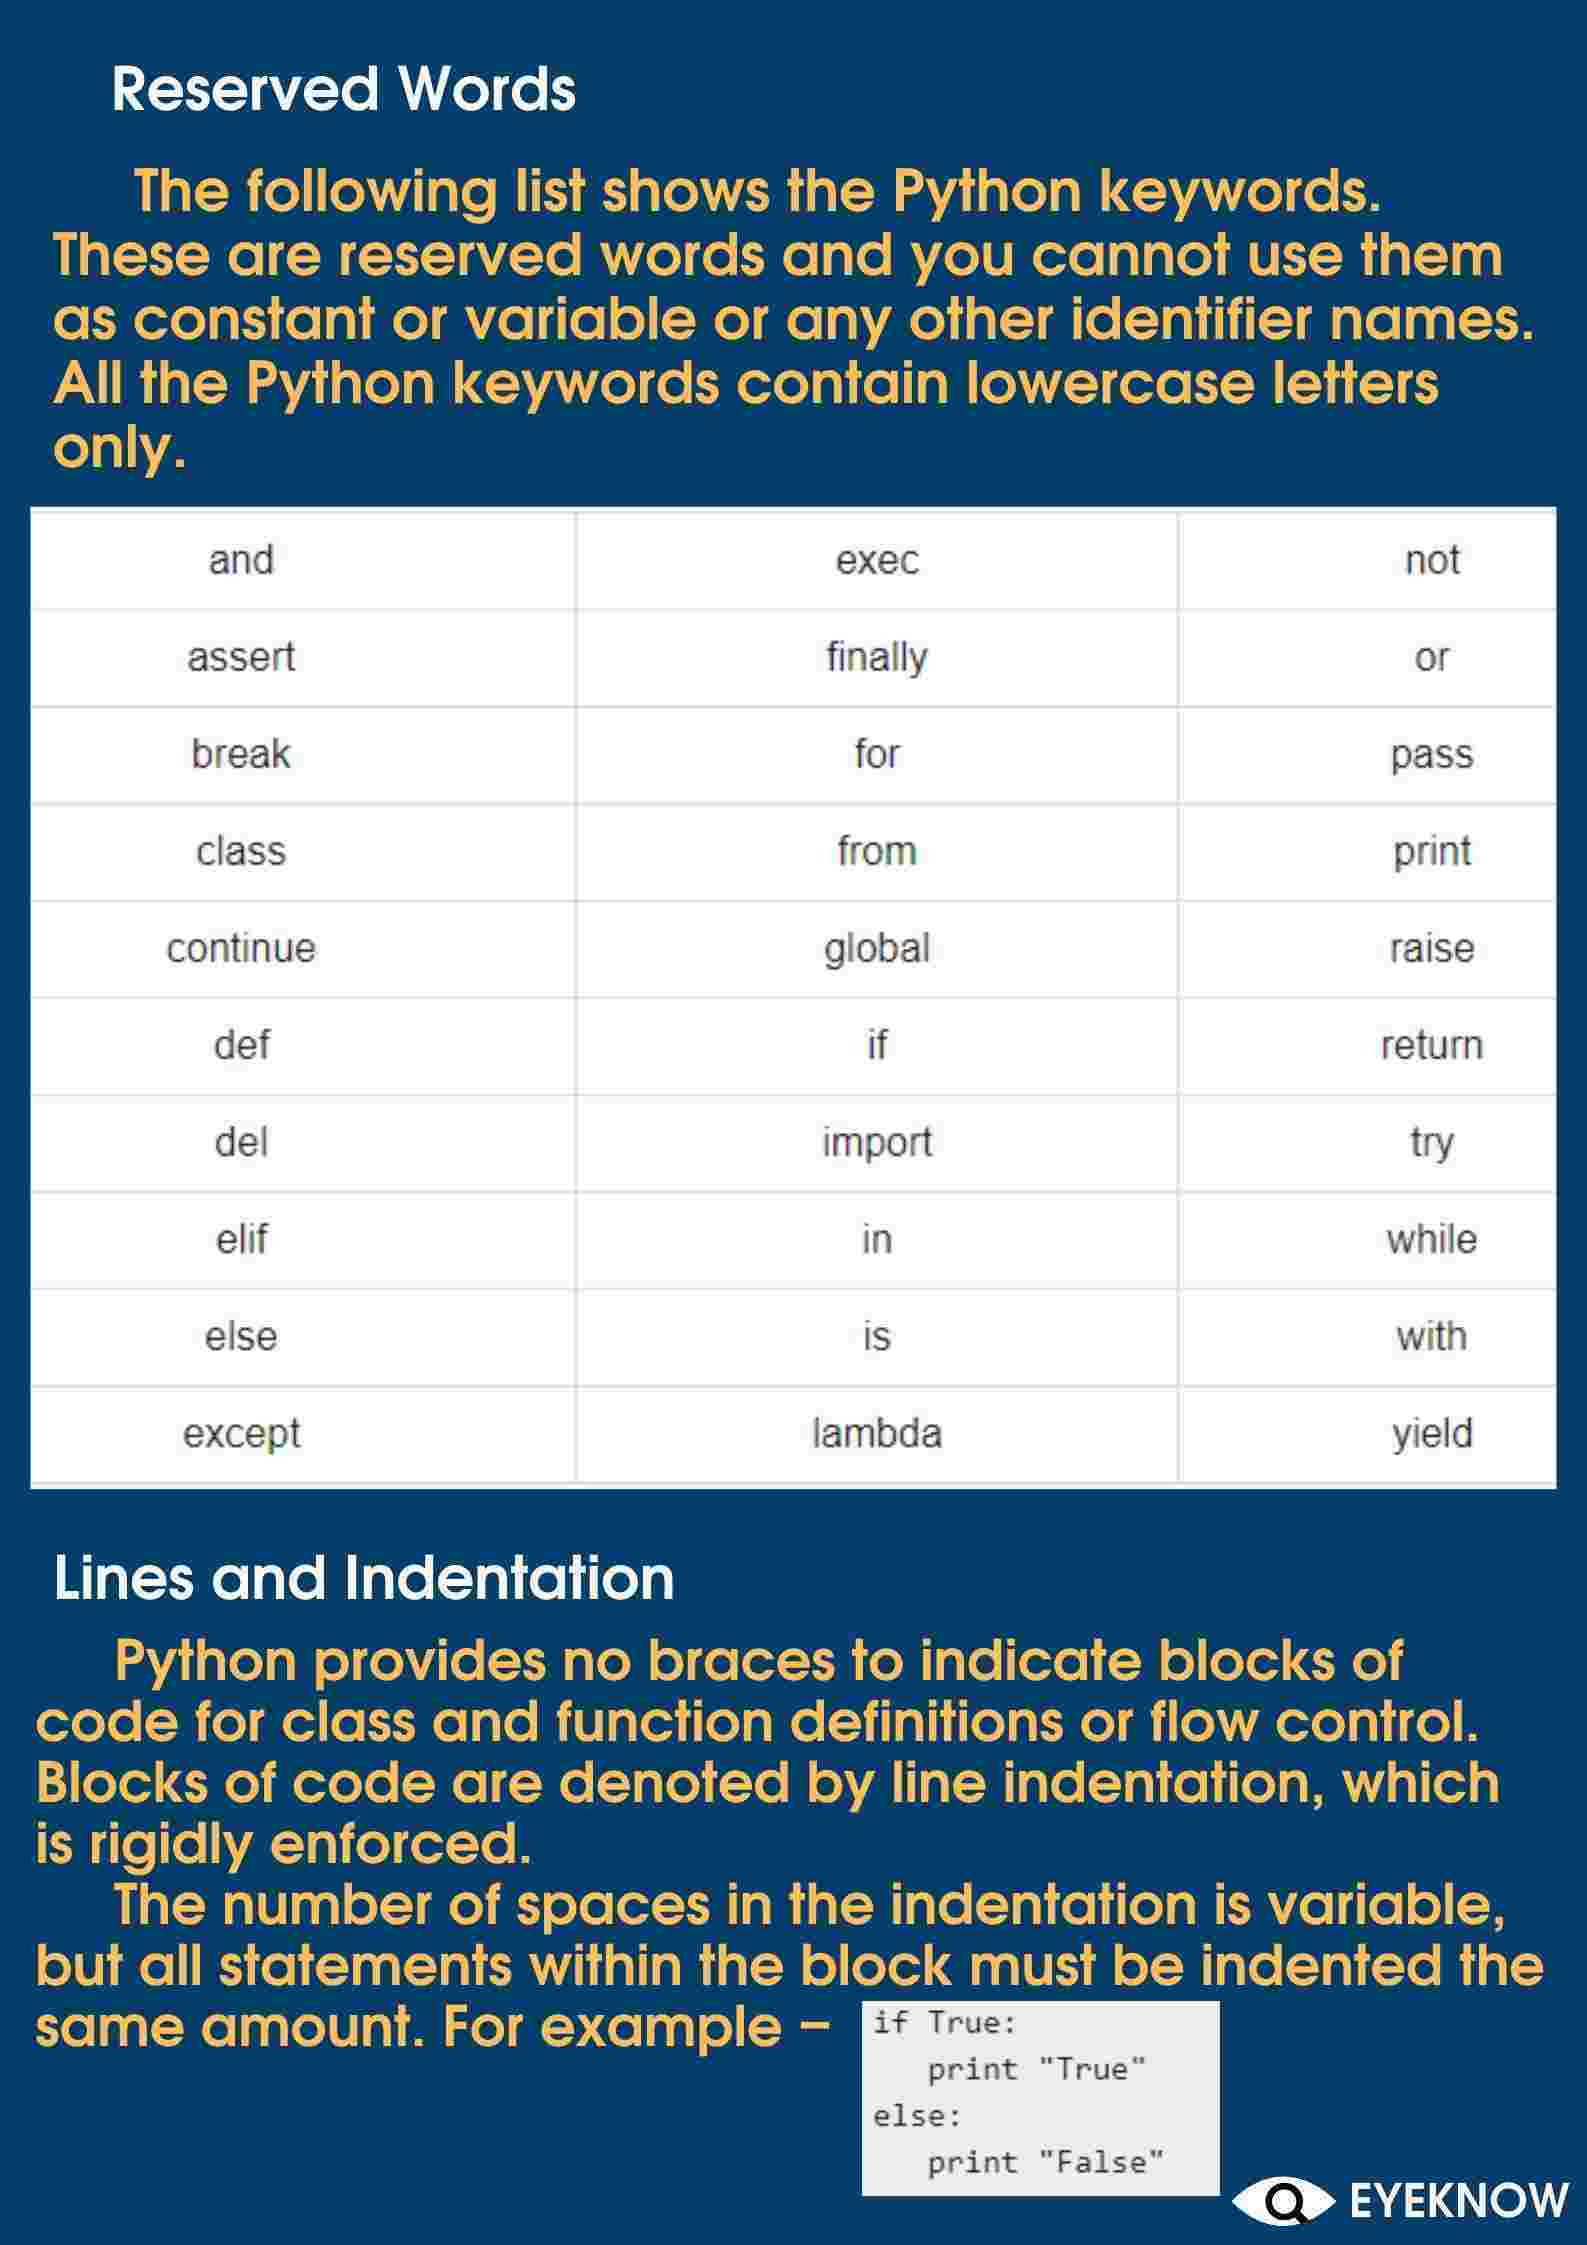 Reserved Words
The following list shows the Python keywords.
These are reserved words and you cannot use them
as constant or variable or any other identifier names.
All the Python keywords contain lowercase letters
only.
and exec not
assert finally or
break for pass
class from print
continue global raise
def if return
del import try
elif in while
else is with
except lambda yield
Lines and Indentation
Python provides no braces to indicate blocks of
code for class and function definitions or flow control.
Blocks of code are denoted by line indentation, which
is rigidly enforced.
The number of spaces in the indentation is variable,
but all statements within the block must be indented the
same amount. For example –
if True:
   print "True"
else:
   print "False"
EYEKNOW